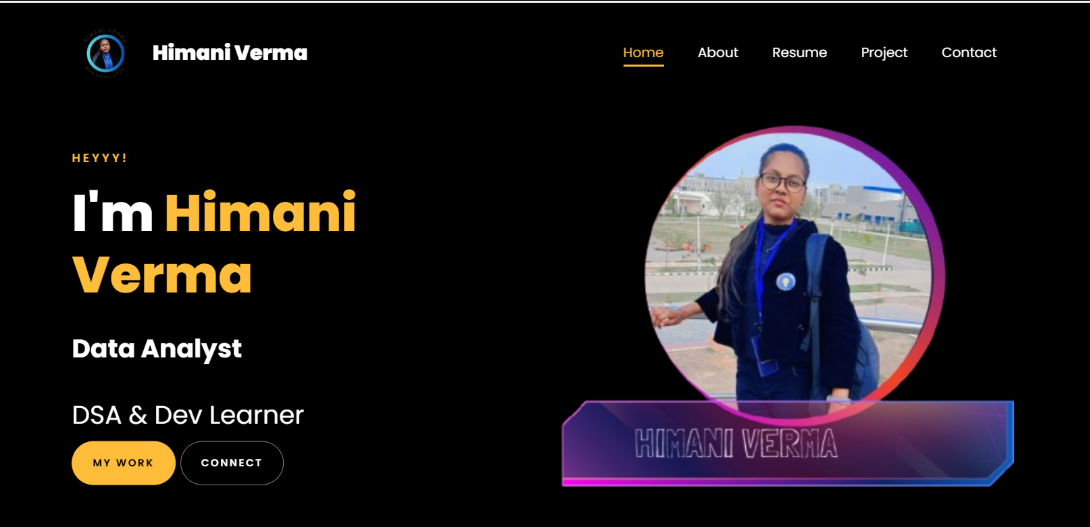 Himani Verma
Home About Resume Project Contact
HEYYY!
I'm Himani
Verma
Data Analyst
DSA & Dev Learner
MY WORK CONNECT
HIMANI VERMA